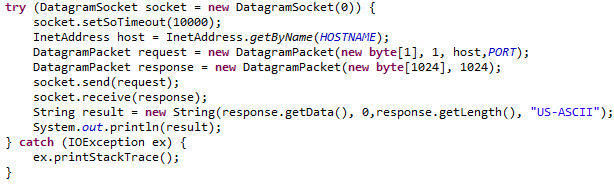 try (DatagramSocket socket = new DatagramSocket(0)) {
socket.setSoTimeout(10000);
InetAddress host = InetAddress.getByName(HOSTNAME);
DatagramPacket request = new DatagramPacket(new byte[1], 1, host,PORT);
DatagramPacket response = new DatagramPacket(new byte[1024], 1024);
socket.send(request);
socket.receive(response);
String result = new String(response.getData(), 0,response.getLength(), "US-ASCII");
System.out.println(result);
} catch (IOException ex) {
ex.printStackTrace();
}